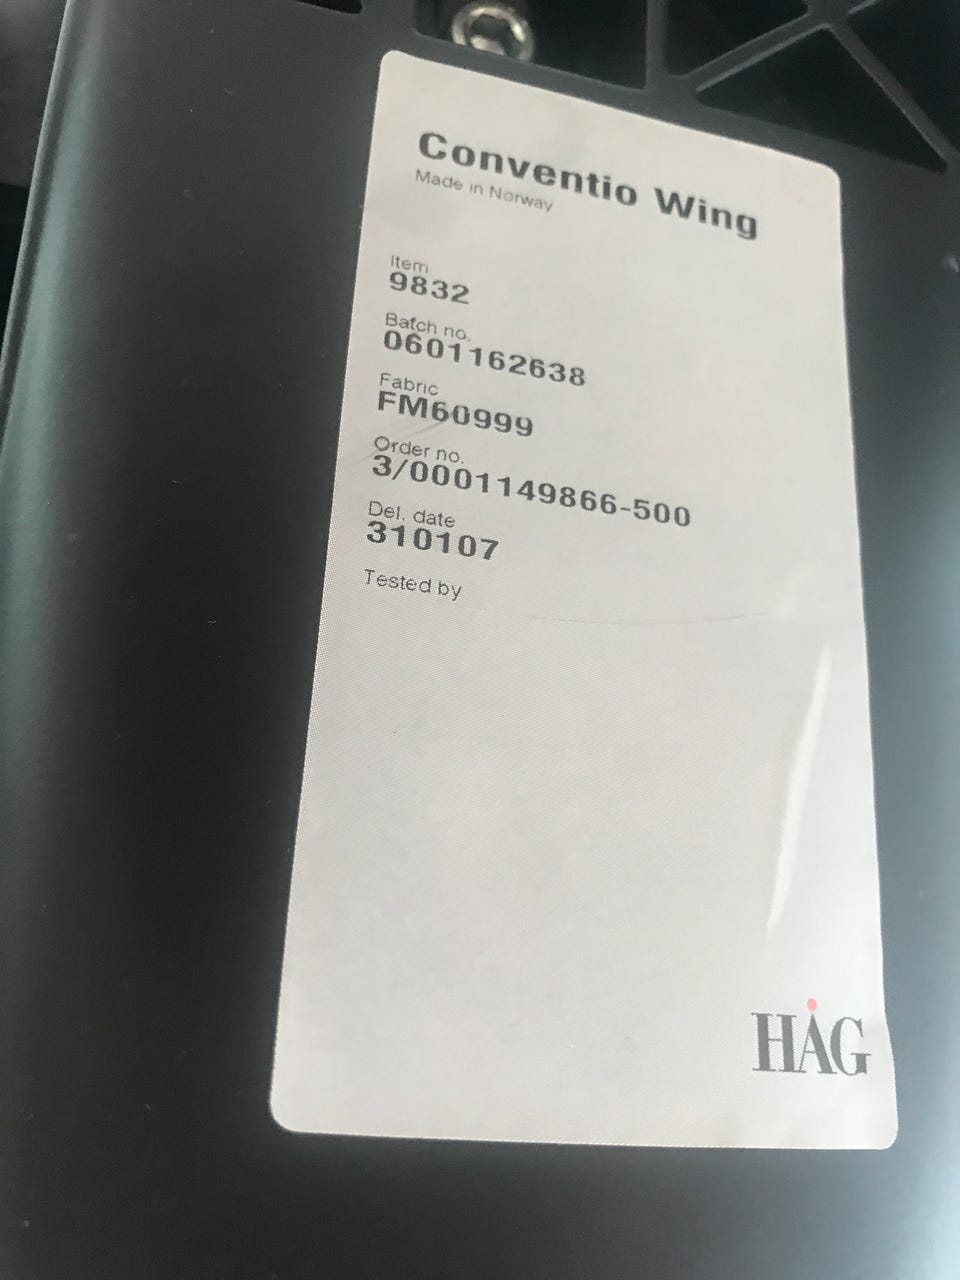 Conventio Wing
Made in Norway
Item
9832
Batch no.
0601162638
Fabric
FM60999
Order no.
3/0001149866-500
Del. date
310107
Tested by
HÅG